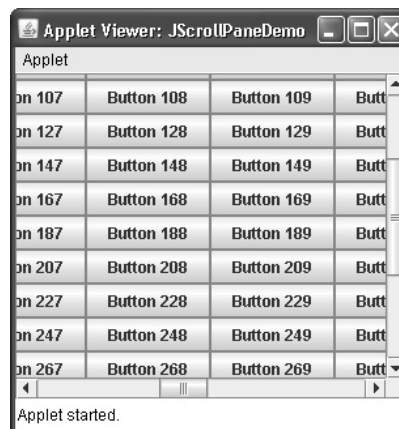 Applet Viewer: JScrollPaneDemo
Applet
on 107 Button 108 Button 109 Butt
on 127 Button 128 Button 129 Butt
on 147 Button 148 Button 149 Butt
on 167 Button 168 Button 169 Butt
on 187 Button 188 Button 189 Butt
on 207 Button 208 Button 209 Butt
on 227 Button 228 Button 229 Butt
on 247 Button 248 Button 249 Butt
on 267 Button 268 Button 269 Butt
Applet started.